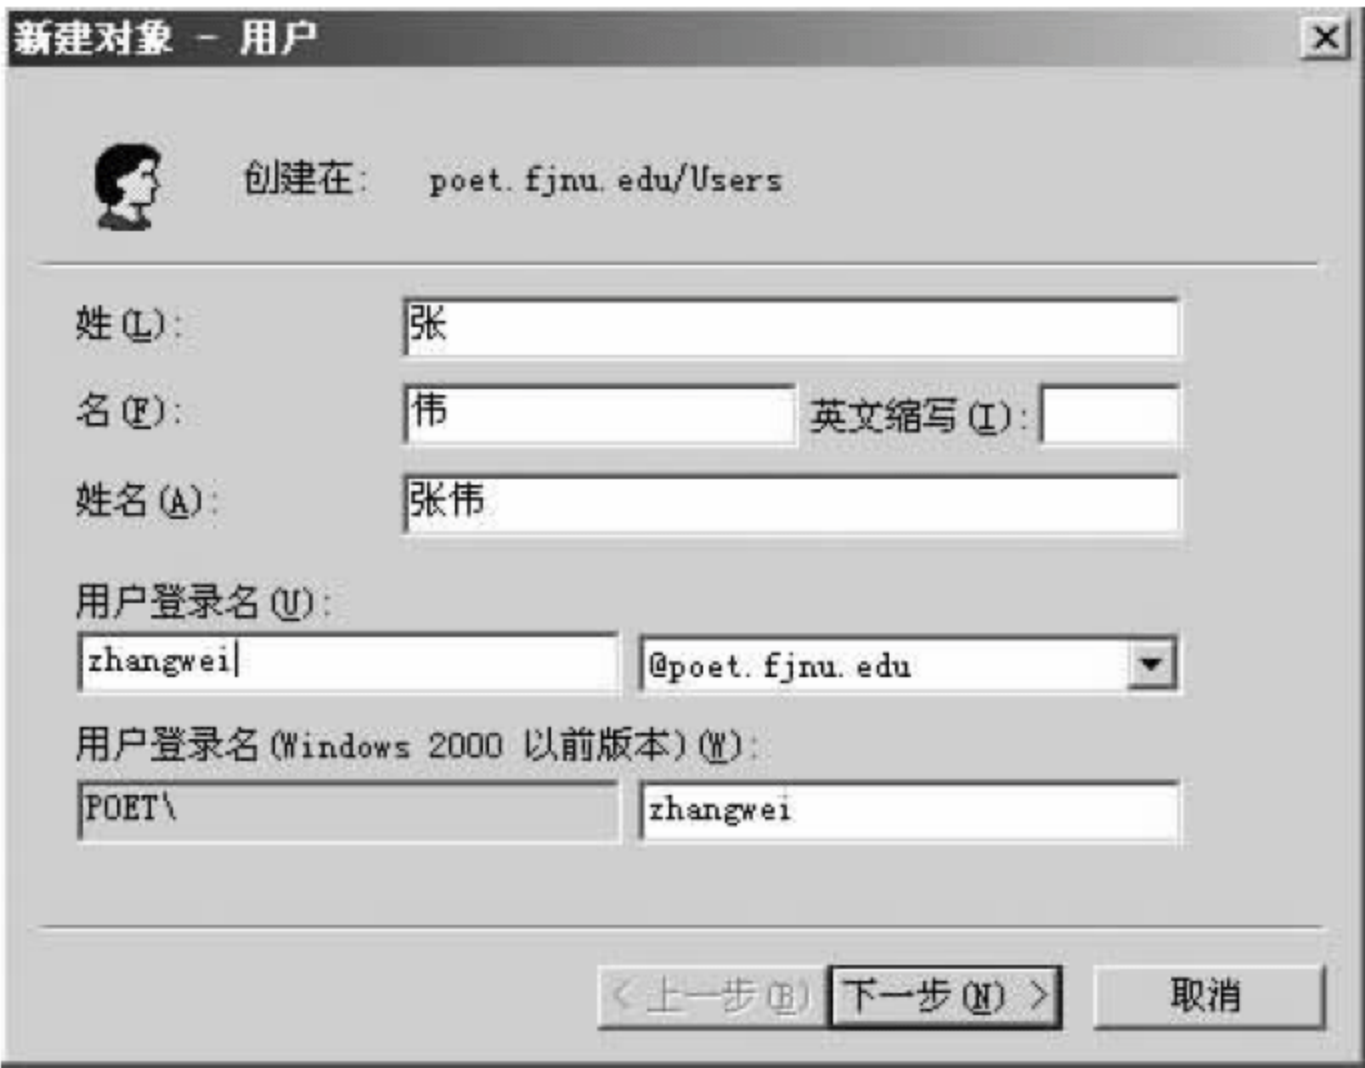 新建对象 - 用户
创建在: poet.fjnu.edu/Users
姓(L): 张
名(F): 伟 英文缩写(I):
姓名(A): 张伟
用户登录名(U):
zhangwei @poet.fjnu.edu
用户登录名(Windows 2000 以前版本)(W):
POET\ zhangwei
< 上一步(B) 下一步(N) > 取消